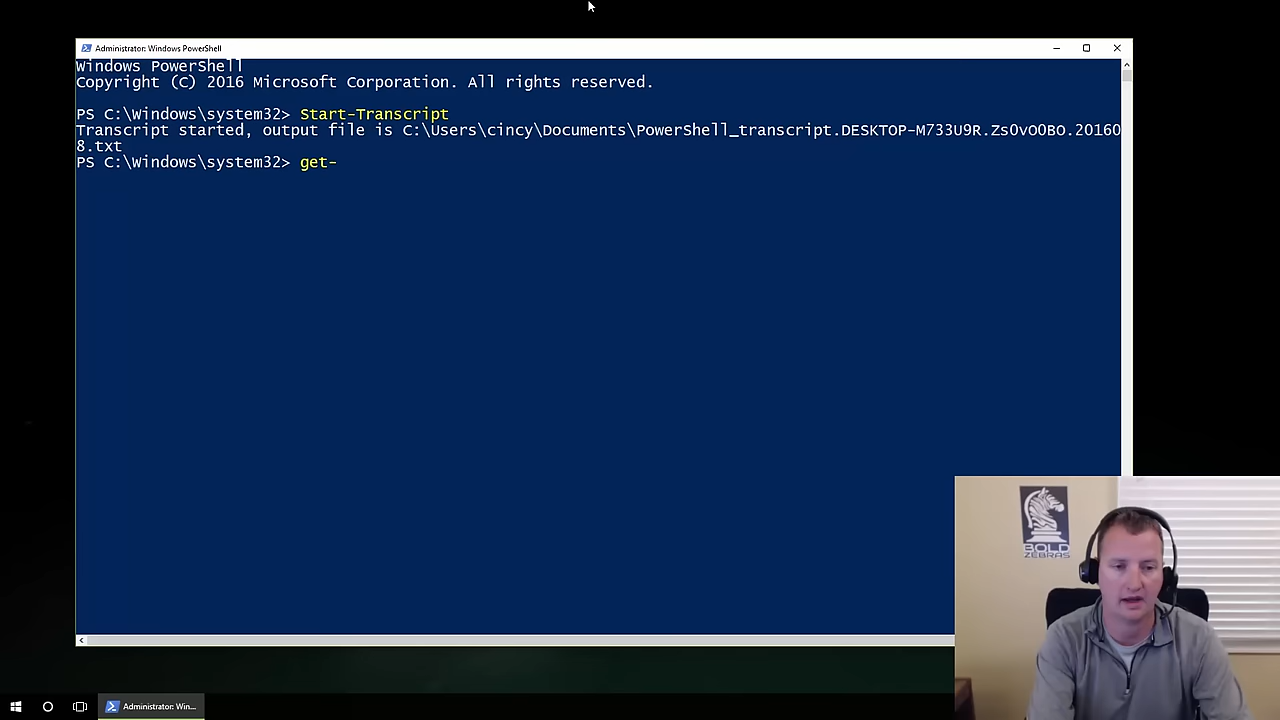 Administrator: Windows PowerShell
Windows PowerShell
Copyright (C) 2016 Microsoft Corporation. All rights reserved.
PS C:\Windows\system32> Start-Transcript
Transcript started, output file is C:\Users\cincy\Documents\PowerShell_transcript.DESKTOP-M733U9R.ZsOvOOBO.20160
8.txt
PS C:\Windows\system32> get-
BOLD
ZEBRAS
Administrator: Win...